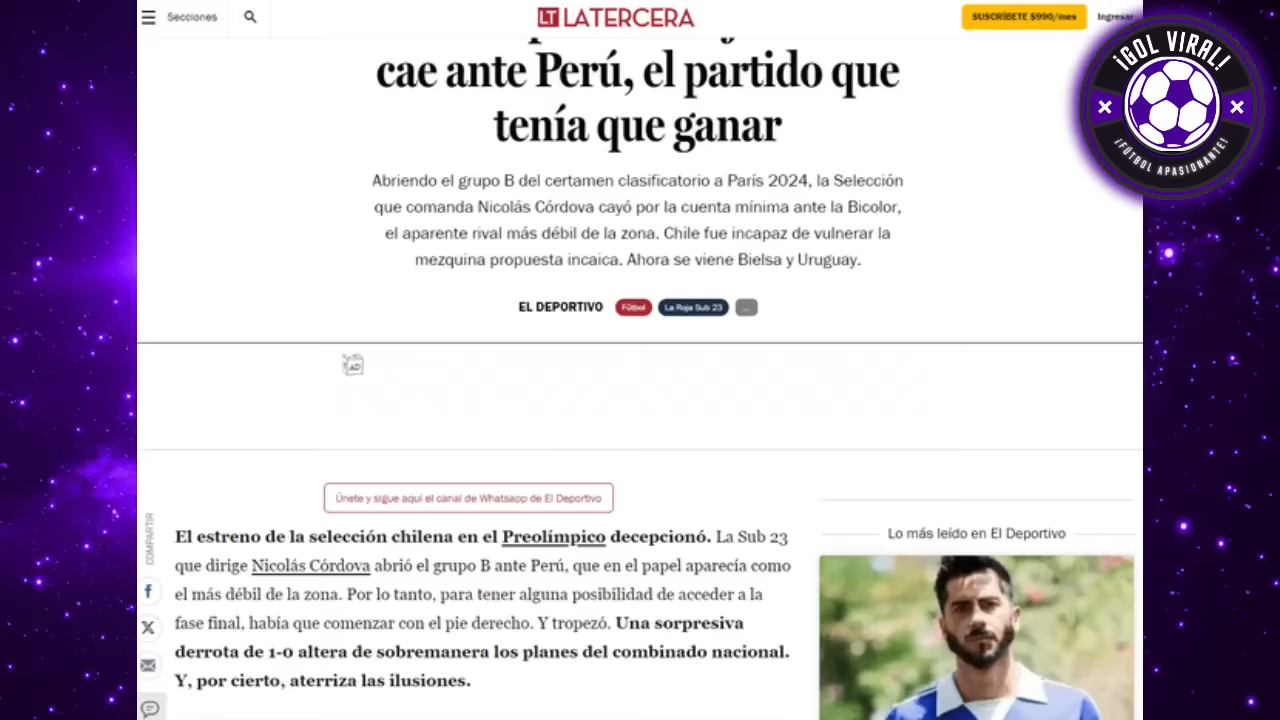 Secciones
LT LATERCERA
SUSCRÍBETE $990/mes
Ingresar
cae ante Perú, el partido que
tenía que ganar
¡GOL VIRAL!
¡FÚTBOL APASIONANTE!
Abriendo el grupo B del certamen clasificatorio a París 2024, la Selección
que comanda Nicolás Córdova cayó por la cuenta mínima ante la Bicolor,
el aparente rival más débil de la zona. Chile fue incapaz de vulnerar la
mezquina propuesta incaica. Ahora se viene Bielsa y Uruguay.
EL DEPORTIVO
Fútbol
La Roja Sub 23
...
AD
Únete y sigue aquí el canal de Whatsapp de El Deportivo
COMPARTIR
El estreno de la selección chilena en el Preolímpico decepcionó. La Sub 23
que dirige Nicolás Córdova abrió el grupo B ante Perú, que en el papel aparecía como
el más débil de la zona. Por lo tanto, para tener alguna posibilidad de acceder a la
fase final, había que comenzar con el pie derecho. Y tropezó. Una sorpresiva
derrota de 1-0 altera de sobremanera los planes del combinado nacional.
Y, por cierto, aterriza las ilusiones.
Lo más leído en El Deportivo